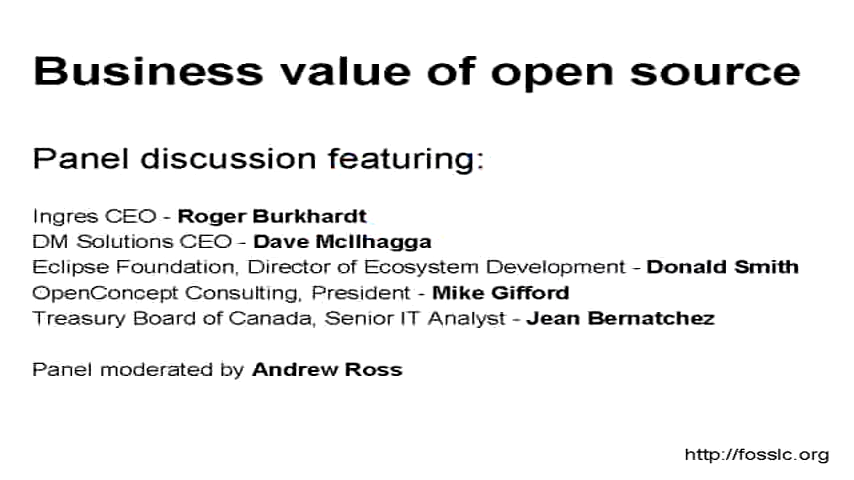 Business value of open source
Panel discussion featuring:
Ingres CEO - Roger Burkhardt
DM Solutions CEO - Dave McIlhagga
Eclipse Foundation, Director of Ecosystem Development - Donald Smith
OpenConcept Consulting, President - Mike Gifford
Treasury Board of Canada, Senior IT Analyst - Jean Bernatchez
Panel moderated by Andrew Ross
http://fosslc.org